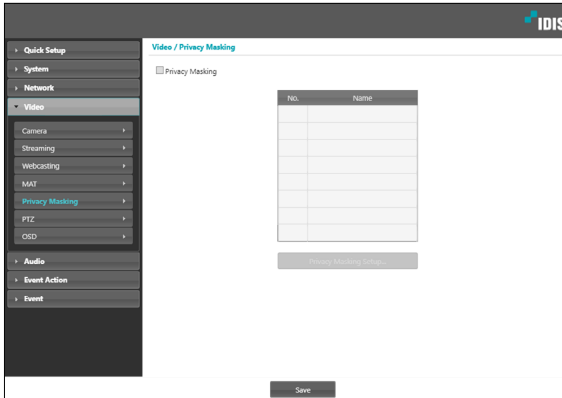 IDIS
Quick Setup
System
Network
Video
Camera
Streaming
Webcasting
MAT
Privacy Masking
PTZ
OSD
Audio
Event Action
Event
Video / Privacy Masking
Privacy Masking
No. Name
Privacy Masking Setup...
Save